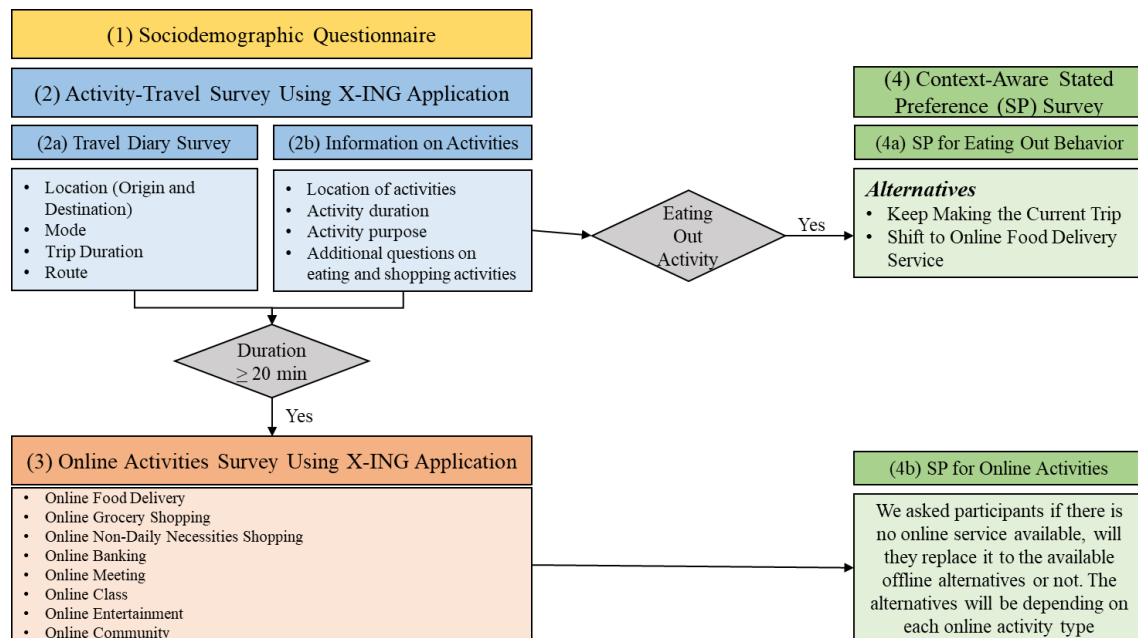 (1) Sociodemographic Questionnaire
(2) Activity-Travel Survey Using X-ING Application
(2a) Travel Diary Survey
• Location (Origin and
Destination)
• Mode
• Trip Duration
• Route
(2b) Information on Activities
• Location of activities
• Activity duration
• Activity purpose
• Additional questions on
eating and shopping activities
Eating
Out
Activity
Yes
(4) Context-Aware Stated
Preference (SP) Survey
(4a) SP for Eating Out Behavior
Alternatives
• Keep Making the Current Trip
• Shift to Online Food Delivery
Service
Duration
≥ 20 min
Yes
(3) Online Activities Survey Using X-ING Application
• Online Food Delivery
• Online Grocery Shopping
• Online Non-Daily Necessities Shopping
• Online Banking
• Online Meeting
• Online Class
• Online Entertainment
• Online Community
(4b) SP for Online Activities
We asked participants if there is
no online service available, will
they replace it to the available
offline alternatives or not. The
alternatives will be depending on
each online activity type